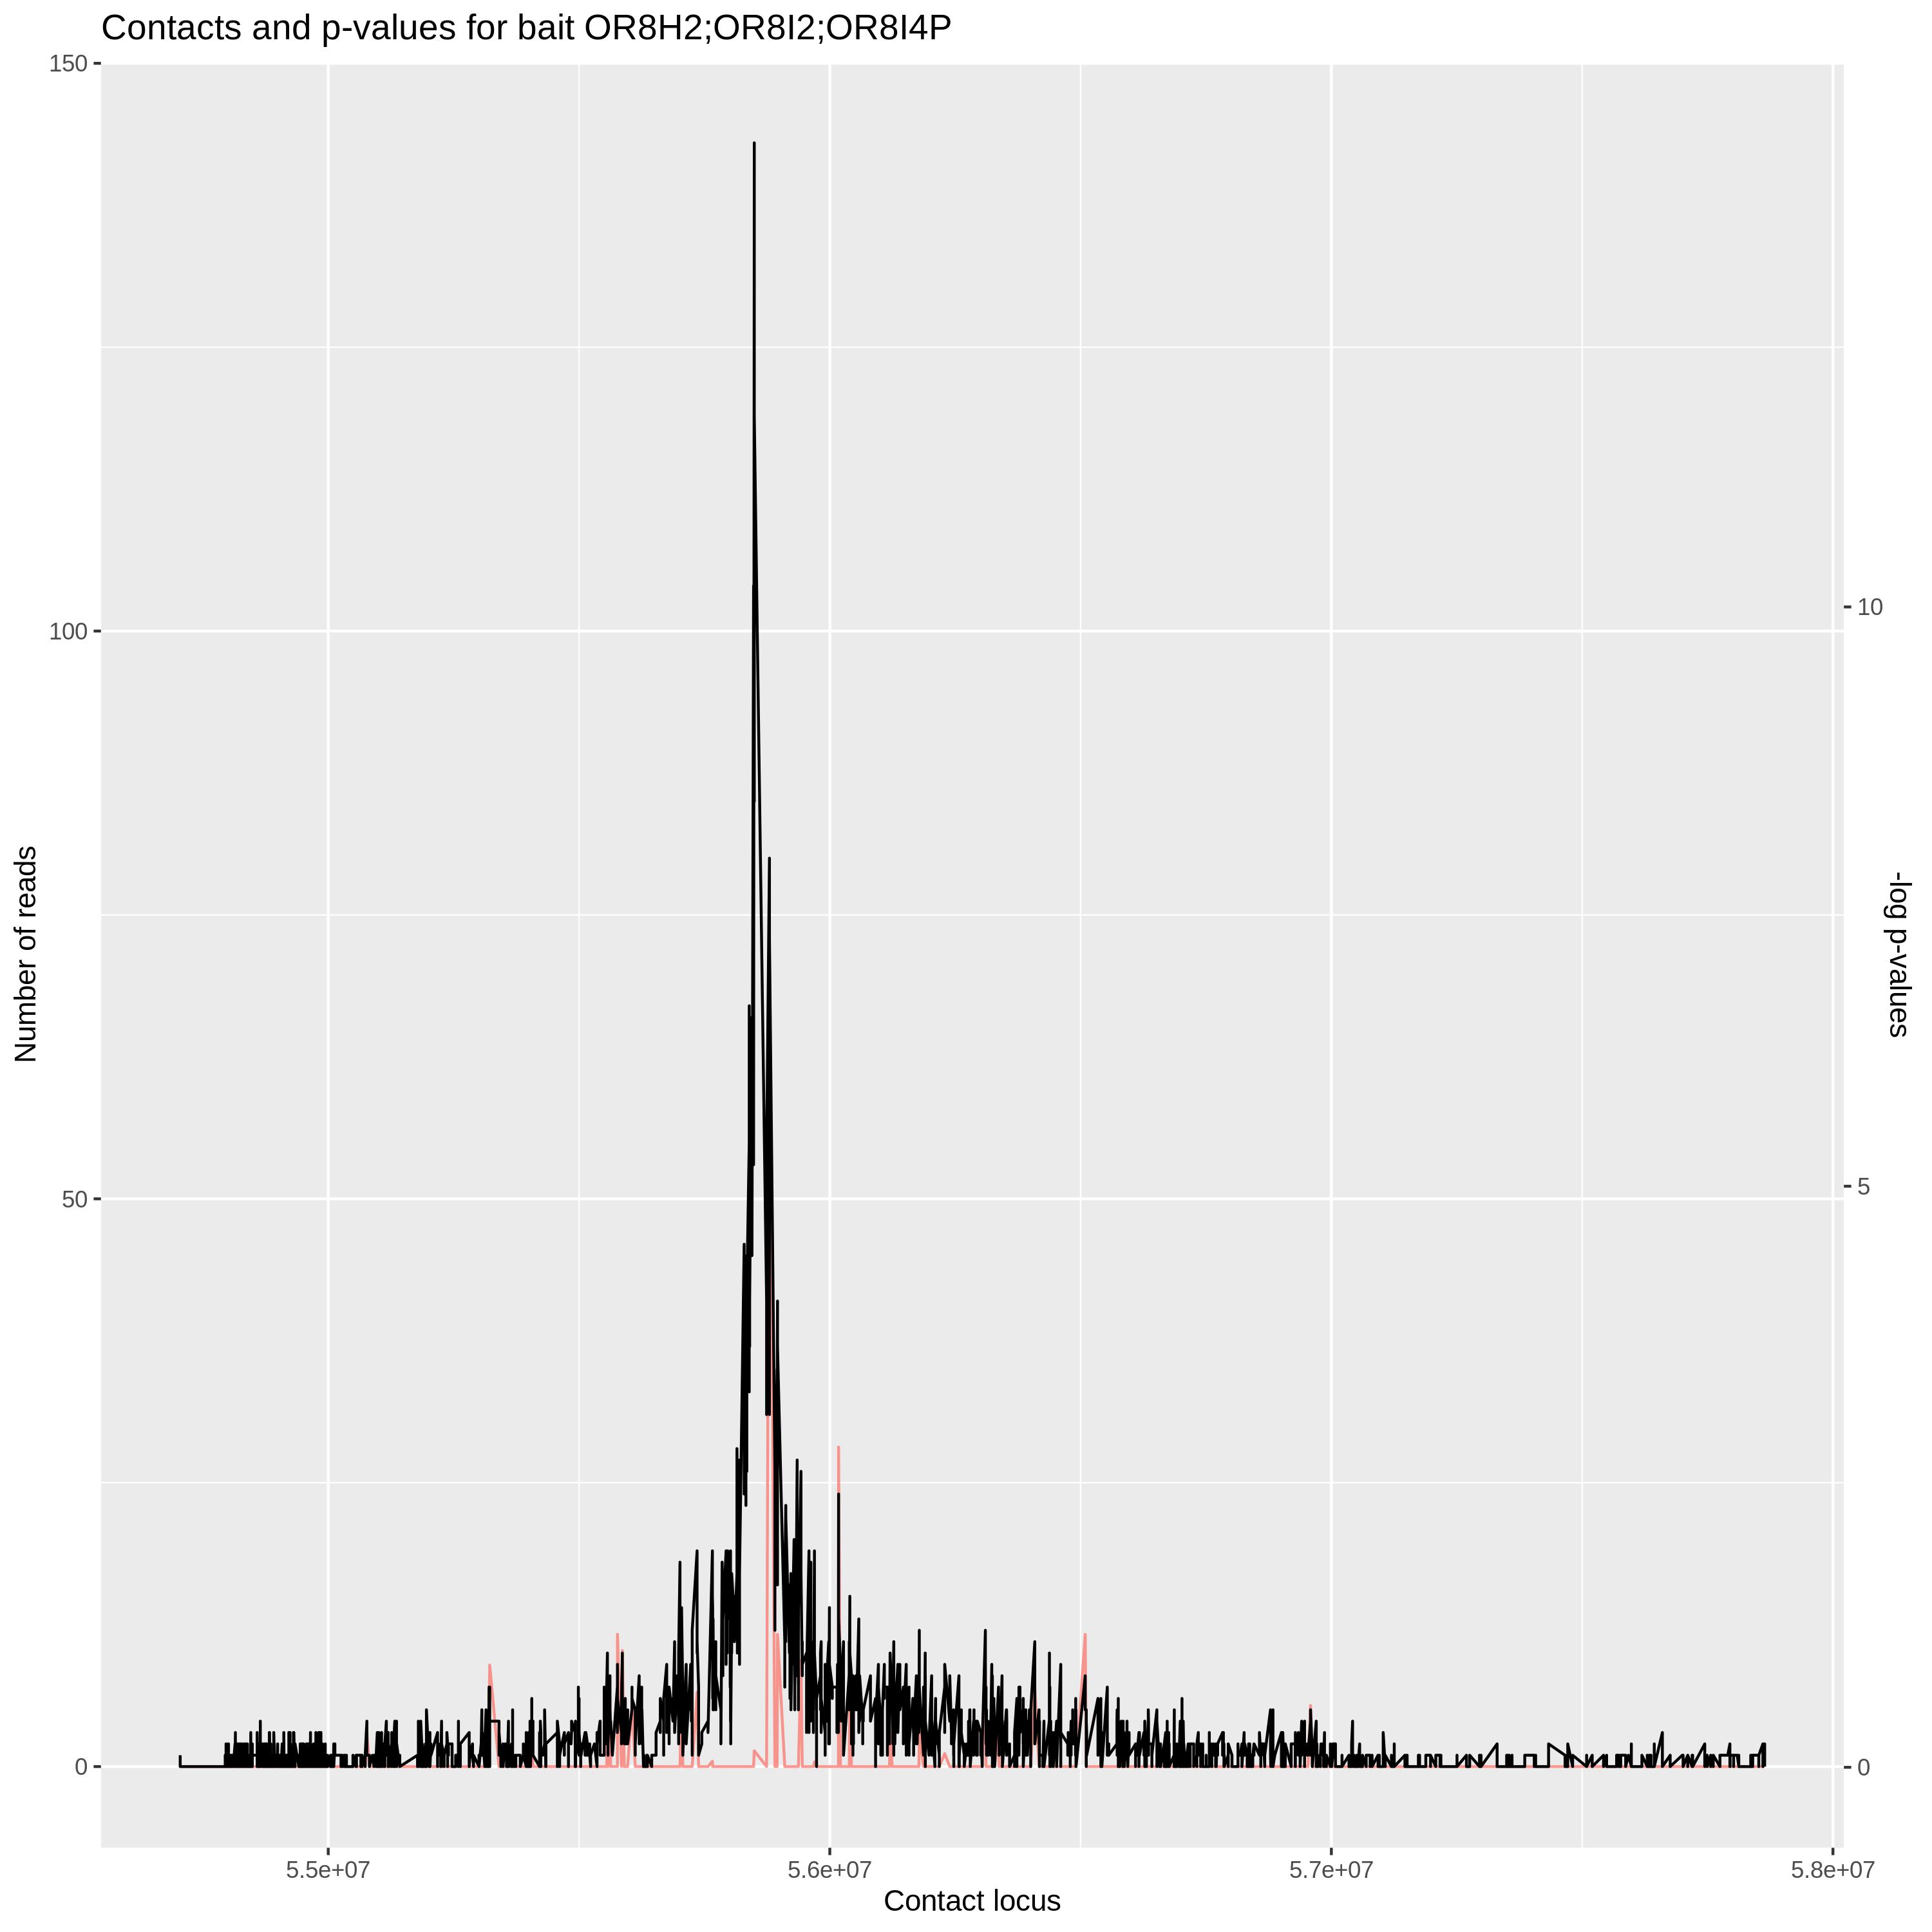 Contacts and p-values for bait OR8H2;OR8I2;OR8I4P
150
100
50
0
Number of reads
10
5
0
-log p-values
5.5e+07
5.6e+07
5.7e+07
5.8e+07
Contact locus